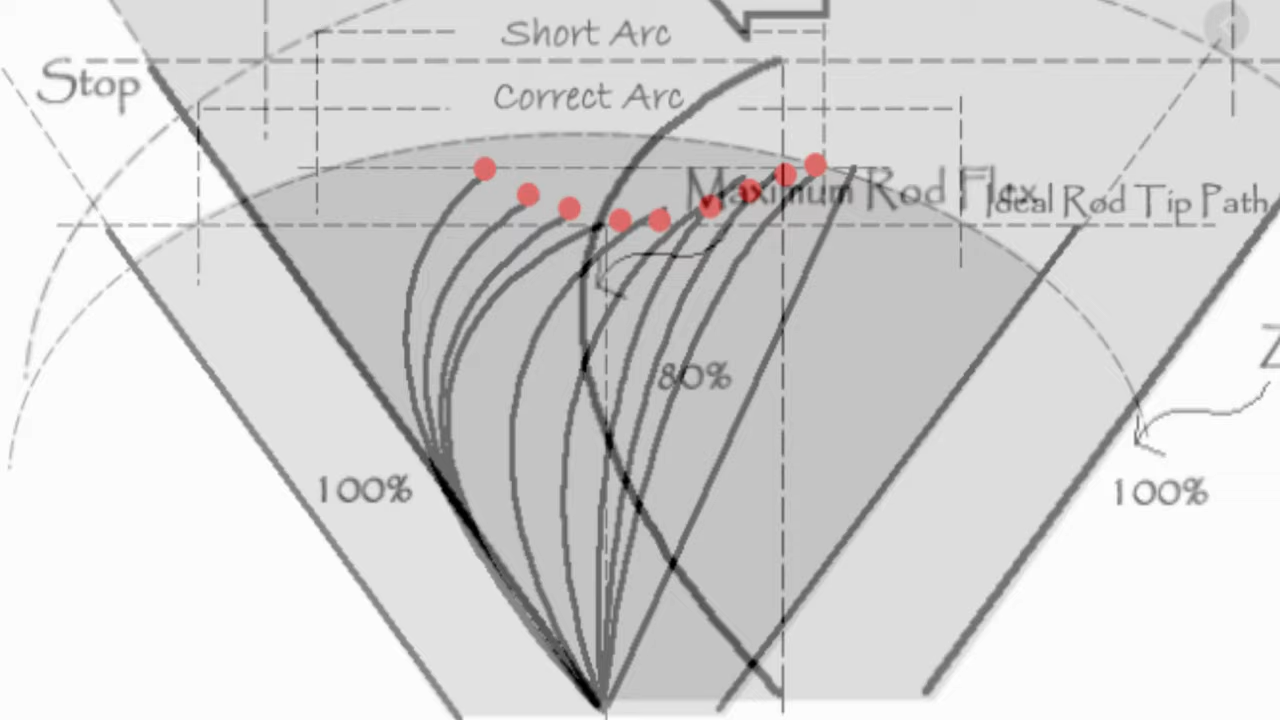 Short Arc
Stop
Correct Arc
Maximum Rod Flex
Ideal Rod Tip Path
80%
100%
100%